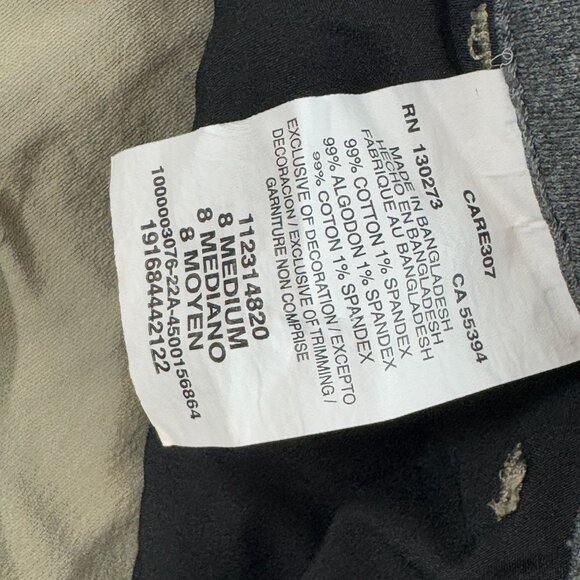 CARE307
RN 130273
CA 55394
MADE IN BANGLADESH
HECHO EN BANGLADESH
FABRIQUE AU BANGLADESH
99% COTTON 1% SPANDEX
99% ALGODON 1% SPANDEX
99% COTON 1% SPANDEX
EXCLUSIVE OF DECORATION / EXCEPTO
DECORACION / EXCLUSIVE OF TRIMMING /
GARNITURE NON COMPRISE
112314820
8 MEDIUM
8 MEDIANO
8 MOYEN
1000003076-22A-4500156864
191684442122